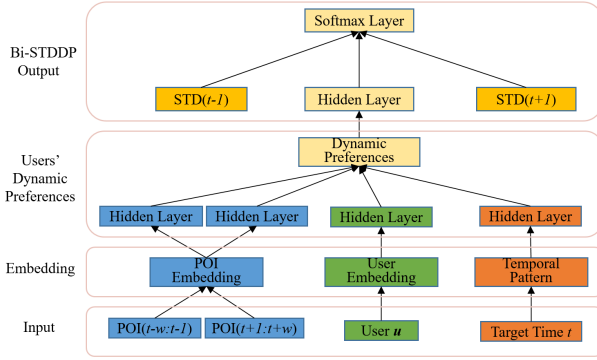 Softmax Layer
Bi-STDDP
Output
STD(t-1)
Hidden Layer
STD(t+1)
Users'
Dynamic
Preferences
Dynamic
Preferences
Hidden Layer
Hidden Layer
Hidden Layer
Hidden Layer
Embedding
POI
Embedding
User
Embedding
Temporal
Pattern
Input
POI(t-w:t-1)
POI(t+1:t+w)
User u
Target Time t